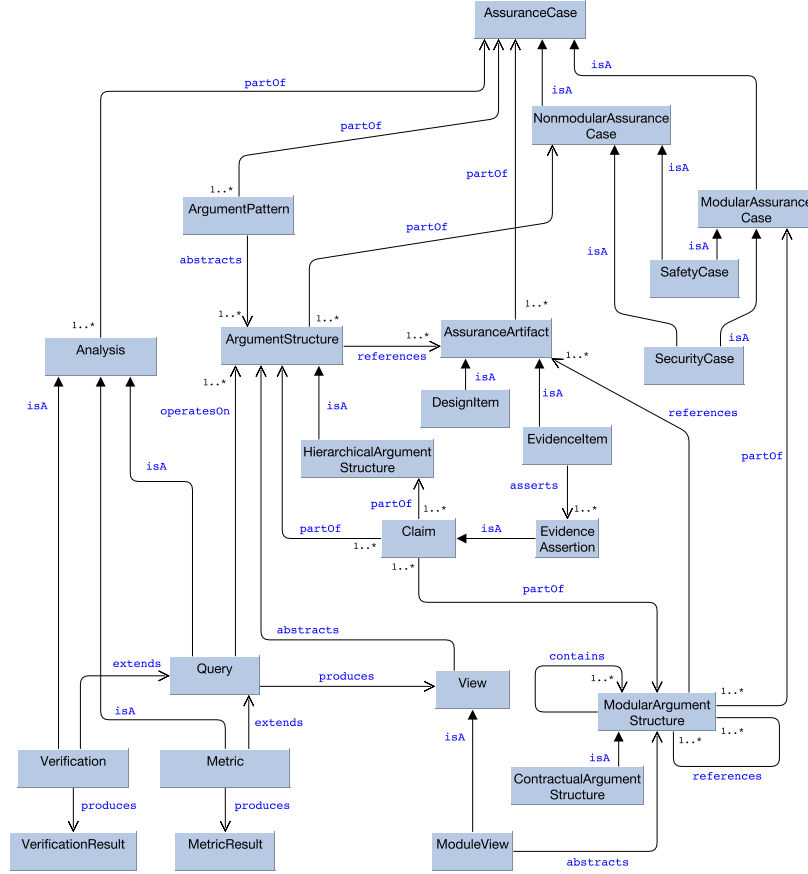 AssuranceCase
isA
partOf
isA
NonmodularAssurance
Case
partOf
isA
partOf
1..*
ModularAssurance
Case
ArgumentPattern
partOf
isA
abstracts
isA
SafetyCase
1..*
1..*
1..*
1..*
AssuranceArtifact
1..*
ArgumentStructure
isA
Analysis
references
1..*
SecurityCase
isA
1..*
DesignItem
isA
isA
isA
operatesOn
references
EvidenceItem
HierarchicalArgument
Structure
partOf
isA
asserts
partOf
1..*
1..*
partOf
Claim
isA
Evidence
Assertion
1..*
1..*
partOf
abstracts
contains
extends
Query
produces
View
1..*
1..*
ModularArgument
Structure
isA
extends
1..*
1..*
isA
Verification
Metric
isA
references
ContractualArgument
Structure
produces
produces
VerificationResult
MetricResult
ModuleView
abstracts